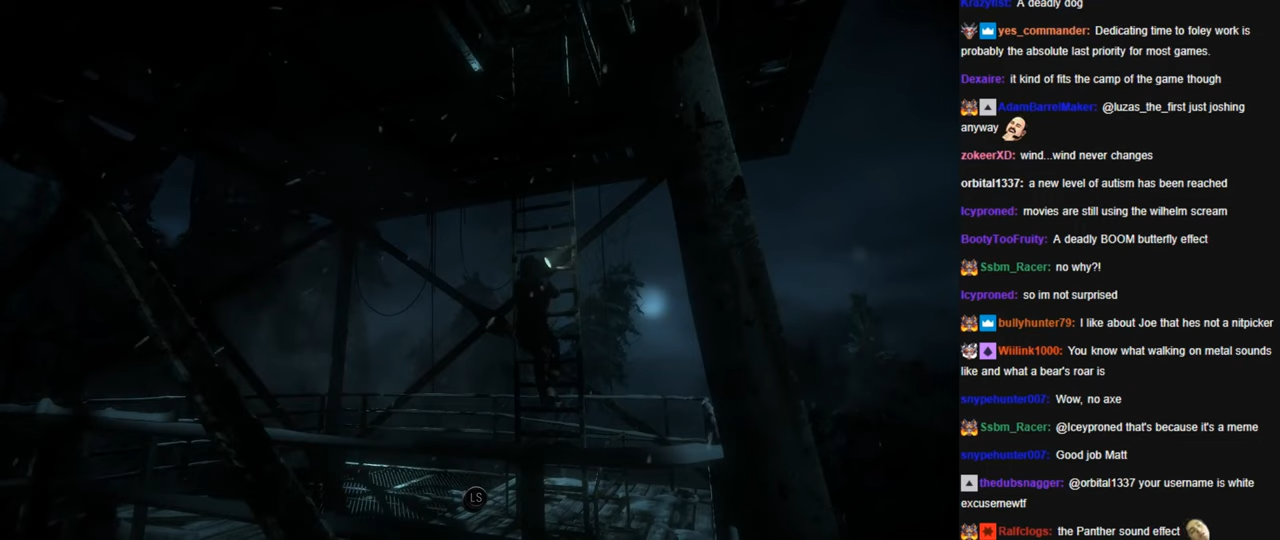 Krazyfist: A deadly dog
yes_commander: Dedicating time to foley work is
probably the absolute last priority for most games.
Dexaire: it kind of fits the camp of the game though
AdamBarrelMaker: @luzas_the_first just joshing
anyway
zokeerXD: wind...wind never changes
orbital1337: a new level of autism has been reached
Icyproned: movies are still using the wilhelm scream
BootyTooFruity: A deadly BOOM butterfly effect
Ssbm_Racer: no why?!
Icyproned: so im not surprised
bullyhunter79: I like about Joe that hes not a nitpicker
Wiilink1000: You know what walking on metal sounds
like and what a bear's roar is
snypehunter007: Wow, no axe
Ssbm_Racer: @Iceyproned that's because it's a meme
snypehunter007: Good job Matt
thedubsnagger: @orbital1337 your username is white
excusemewtf
Ralfclogs: the Panther sound effect
LS